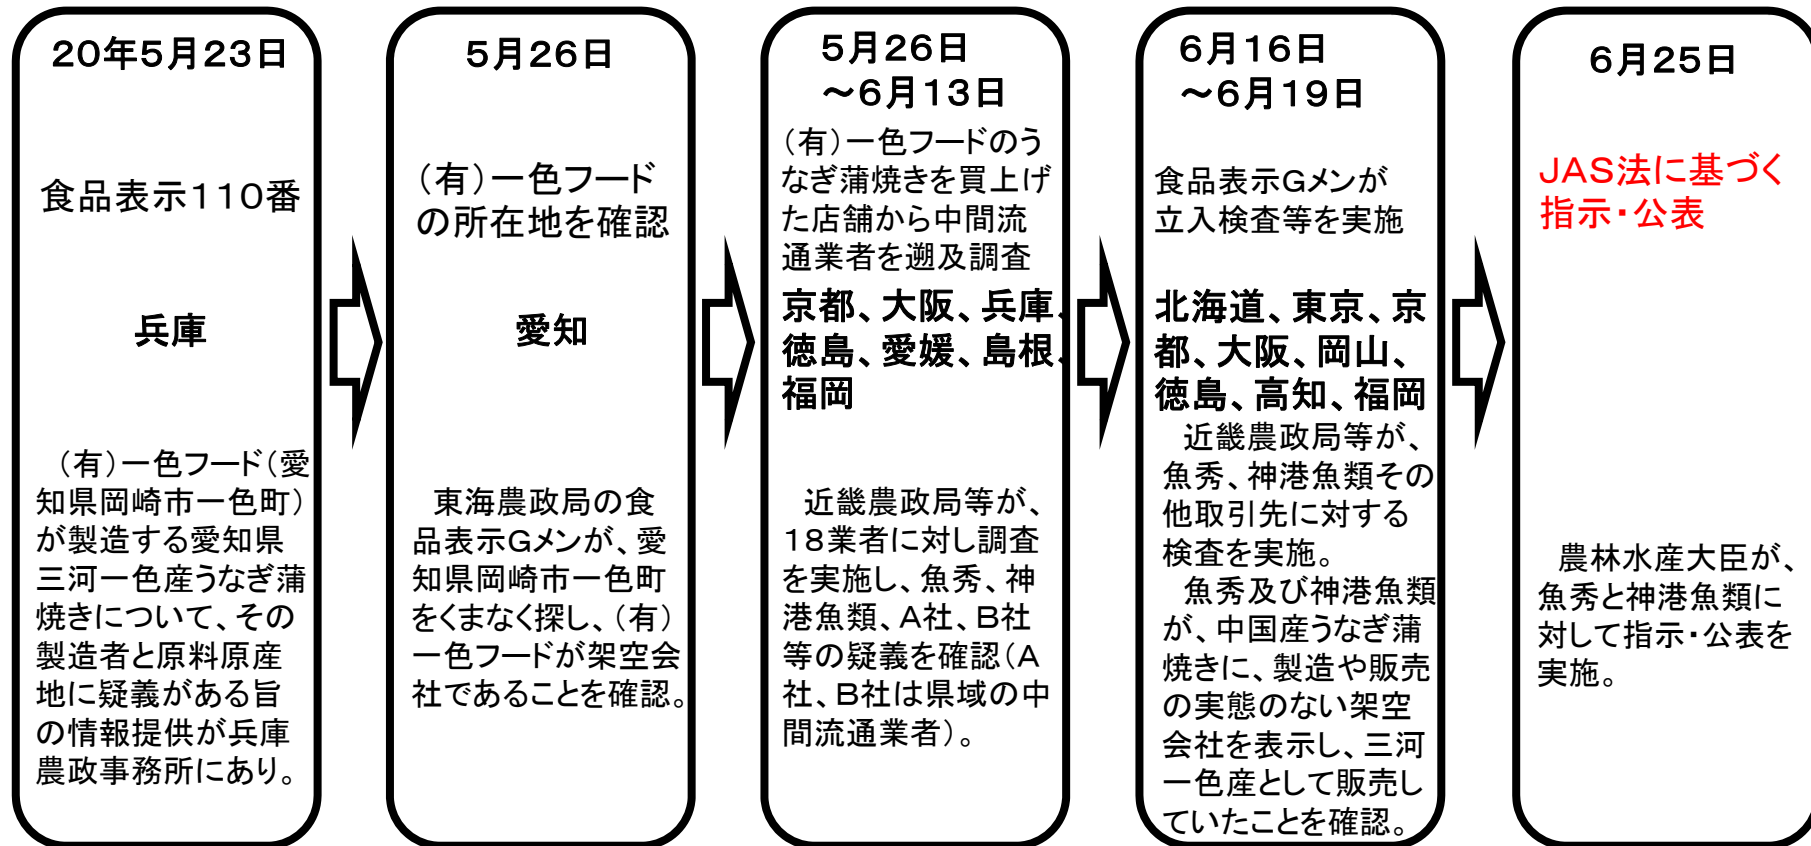 20年5月23日
食品表示110番
兵庫
(有)一色フード(愛
知県岡崎市一色町)
が製造する愛知県
三河一色産うなぎ蒲
焼きについて、その
製造者と原料原産
地に疑義がある旨
の情報提供が兵庫
農政事務所にあり。
5月26日
(有)一色フード
の所在地を確認
愛知
東海農政局の食
品表示Gメンが、愛
知県岡崎市一色町
をくまなく探し、(有)
一色フードが架空会
社であることを確認。
5月26日
～6月13日
(有)一色フードのう
なぎ蒲焼きを買上げ
た店舗から中間流
通業者を遡及調査
京都、大阪、兵庫、
徳島、愛媛、島根、
福岡
近畿農政局等が、
18業者に対し調査
を実施し、魚秀、神
港魚類、A社、B社
等の疑義を確認(A
社、B社は県域の中
間流通業者)。
6月16日
～6月19日
食品表示Gメンが
立入検査等を実施
北海道、東京、京
都、大阪、岡山、
徳島、高知、福岡
近畿農政局等が、
魚秀、神港魚類その
他取引先に対する
検査を実施。
魚秀及び神港魚類
が、中国産うなぎ蒲
焼きに、製造や販売
の実態のない架空
会社を表示し、三河
一色産として販売し
ていたことを確認。
6月25日
JAS法に基づく
指示・公表
農林水産大臣が、
魚秀と神港魚類に
対して指示・公表を
実施。